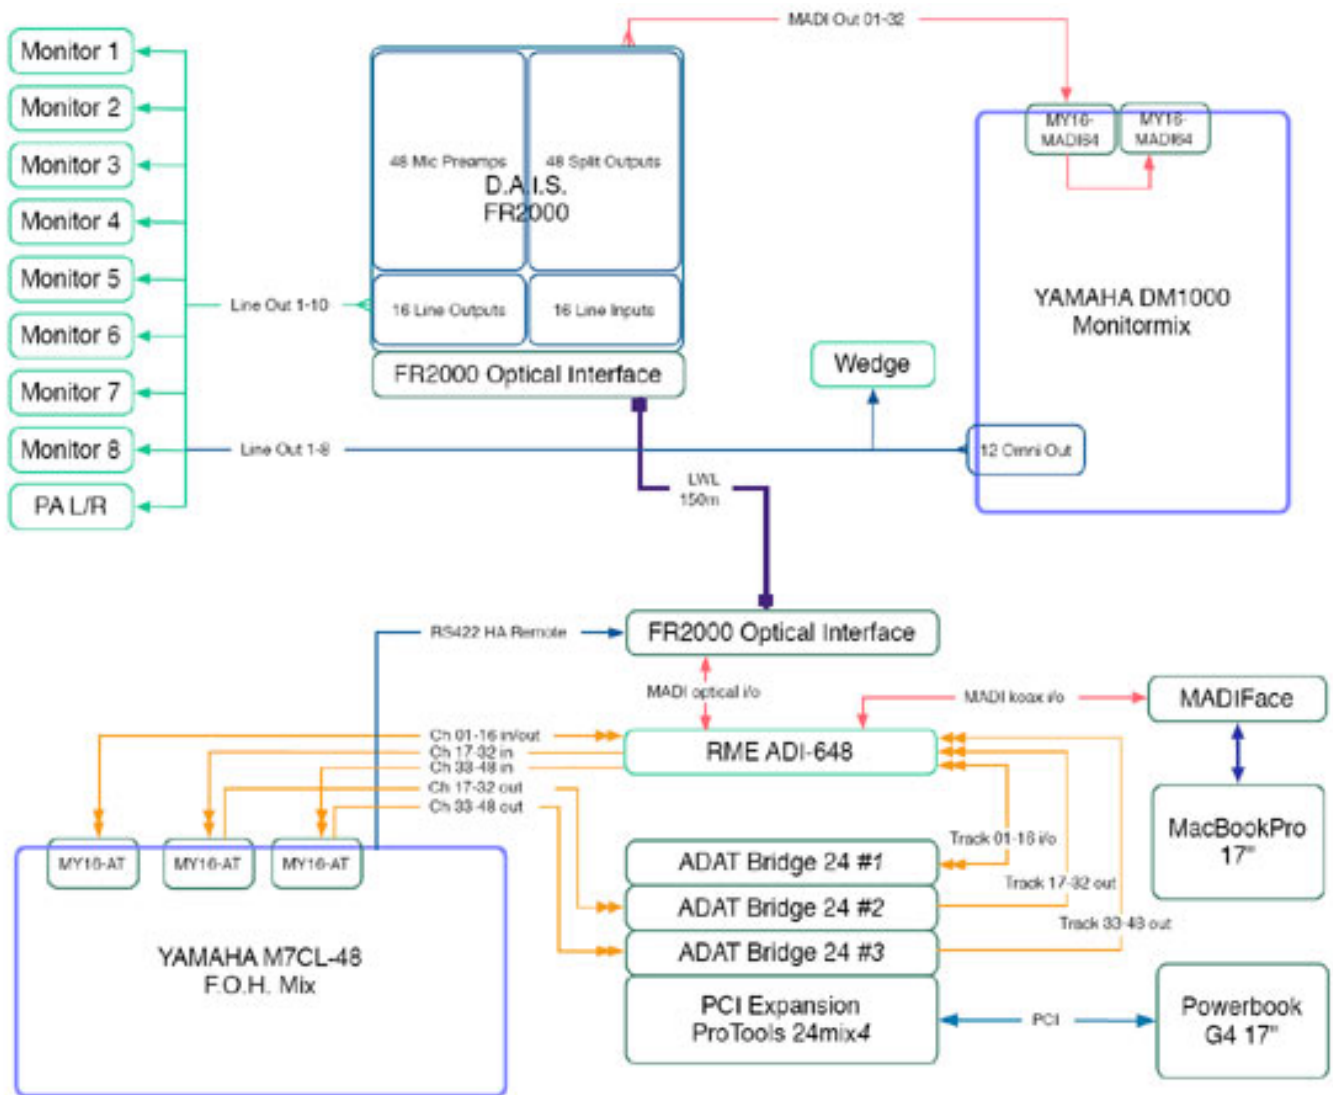 MADI Out 01-32
Monitor 1
Monitor 2
Monitor 3
Monitor 4
Monitor 5
Monitor 6
Monitor 7
Monitor 8
PA L/R
Line Out 1-10
Line Out 1-8
48 Mic Preamps
48 Split Outputs
D.A.I.S.
FR2000
16 Line Outputs
16 Line Inputs
FR2000 Optical Interface
MY16-
MADI64
MY16-
MADI64
YAMAHA DM1000
Monitormix
Wedge
12 Omni Out
LWL
150m
RS422 HA Remote
FR2000 Optical Interface
MADI optical i/o
MADI koax i/o
MADIFace
Ch 01-16 in/out
Ch 17-32 in
Ch 33-48 in
Ch 17-32 out
Ch 33-48 out
RME ADI-648
MacBookPro
17"
MY16-AT
MY16-AT
MY16-AT
YAMAHA M7CL-48
F.O.H. Mix
Track 01-16 i/o
Track 17-32 out
Track 33-48 out
ADAT Bridge 24 #1
ADAT Bridge 24 #2
ADAT Bridge 24 #3
PCI Expansion
ProTools 24mix4
PCI
Powerbook
G4 17"